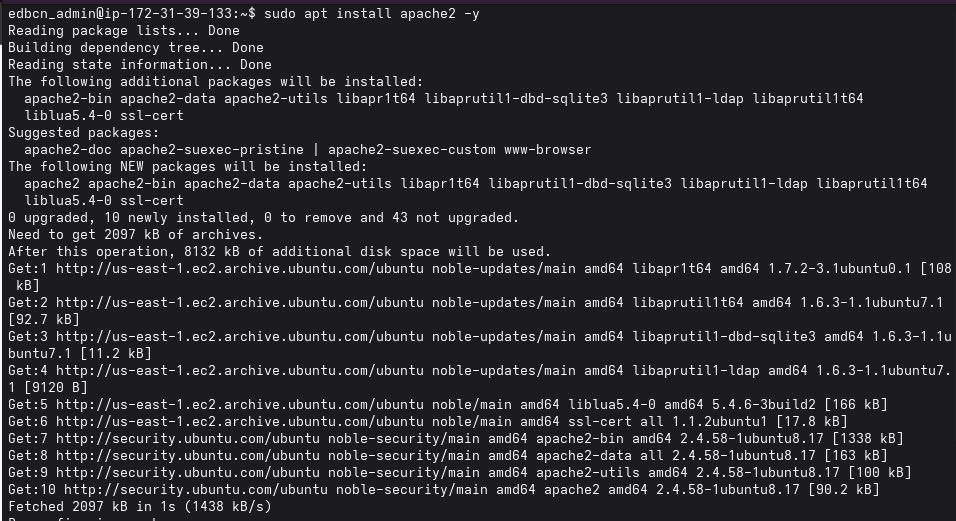 edbcn_admin@ip-172-31-39-133:~$ sudo apt install apache2 -y
Reading package lists... Done
Building dependency tree... Done
Reading state information... Done
The following additional packages will be installed:
  apache2-bin apache2-data apache2-utils libapr1t64 libaprutil1-dbd-sqlite3 libaprutil1-ldap libaprutil1t64
  liblua5.4-0 ssl-cert
Suggested packages:
  apache2-doc apache2-suexec-pristine | apache2-suexec-custom www-browser
The following NEW packages will be installed:
  apache2 apache2-bin apache2-data apache2-utils libapr1t64 libaprutil1-dbd-sqlite3 libaprutil1-ldap libaprutil1t64
  liblua5.4-0 ssl-cert
0 upgraded, 10 newly installed, 0 to remove and 43 not upgraded.
Need to get 2097 kB of archives.
After this operation, 8132 kB of additional disk space will be used.
Get:1 http://us-east-1.ec2.archive.ubuntu.com/ubuntu noble-updates/main amd64 libapr1t64 amd64 1.7.2-3.1ubuntu0.1 [108
 kB]
Get:2 http://us-east-1.ec2.archive.ubuntu.com/ubuntu noble-updates/main amd64 libaprutil1t64 amd64 1.6.3-1.1ubuntu7.1
[92.7 kB]
Get:3 http://us-east-1.ec2.archive.ubuntu.com/ubuntu noble-updates/main amd64 libaprutil1-dbd-sqlite3 amd64 1.6.3-1.1u
buntu7.1 [11.2 kB]
Get:4 http://us-east-1.ec2.archive.ubuntu.com/ubuntu noble-updates/main amd64 libaprutil1-ldap amd64 1.6.3-1.1ubuntu7.
1 [9120 B]
Get:5 http://us-east-1.ec2.archive.ubuntu.com/ubuntu noble/main amd64 liblua5.4-0 amd64 5.4.6-3build2 [166 kB]
Get:6 http://us-east-1.ec2.archive.ubuntu.com/ubuntu noble/main amd64 ssl-cert all 1.1.2ubuntu1 [17.8 kB]
Get:7 http://security.ubuntu.com/ubuntu noble-security/main amd64 apache2-bin amd64 2.4.58-1ubuntu8.17 [1338 kB]
Get:8 http://security.ubuntu.com/ubuntu noble-security/main amd64 apache2-data all 2.4.58-1ubuntu8.17 [163 kB]
Get:9 http://security.ubuntu.com/ubuntu noble-security/main amd64 apache2-utils amd64 2.4.58-1ubuntu8.17 [100 kB]
Get:10 http://security.ubuntu.com/ubuntu noble-security/main amd64 apache2 amd64 2.4.58-1ubuntu8.17 [90.2 kB]
Fetched 2097 kB in 1s (1438 kB/s)